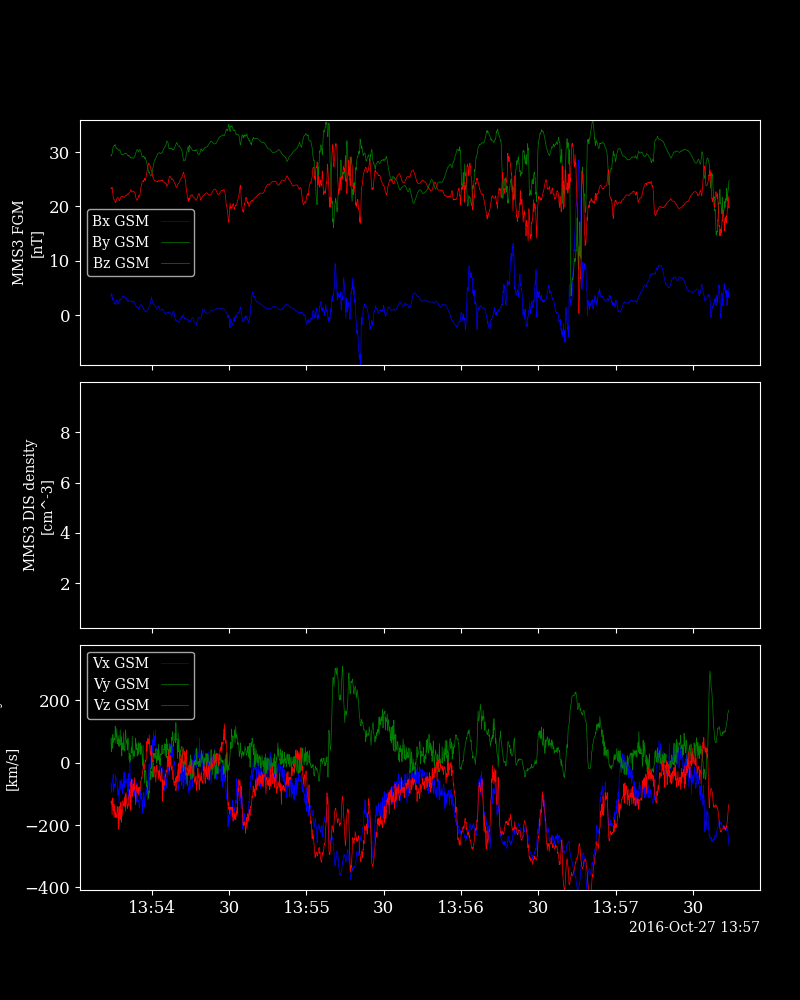 MMS3 FGM
[nT]
30
20
10
0
Bx GSM
By GSM
Bz GSM
MMS3 DIS density
[cm^-3]
8
6
4
2
[km/s]
200
0
−200
−400
Vx GSM
Vy GSM
Vz GSM
13:54 30 13:55 30 13:56 30 13:57 30
2016-Oct-27 13:57